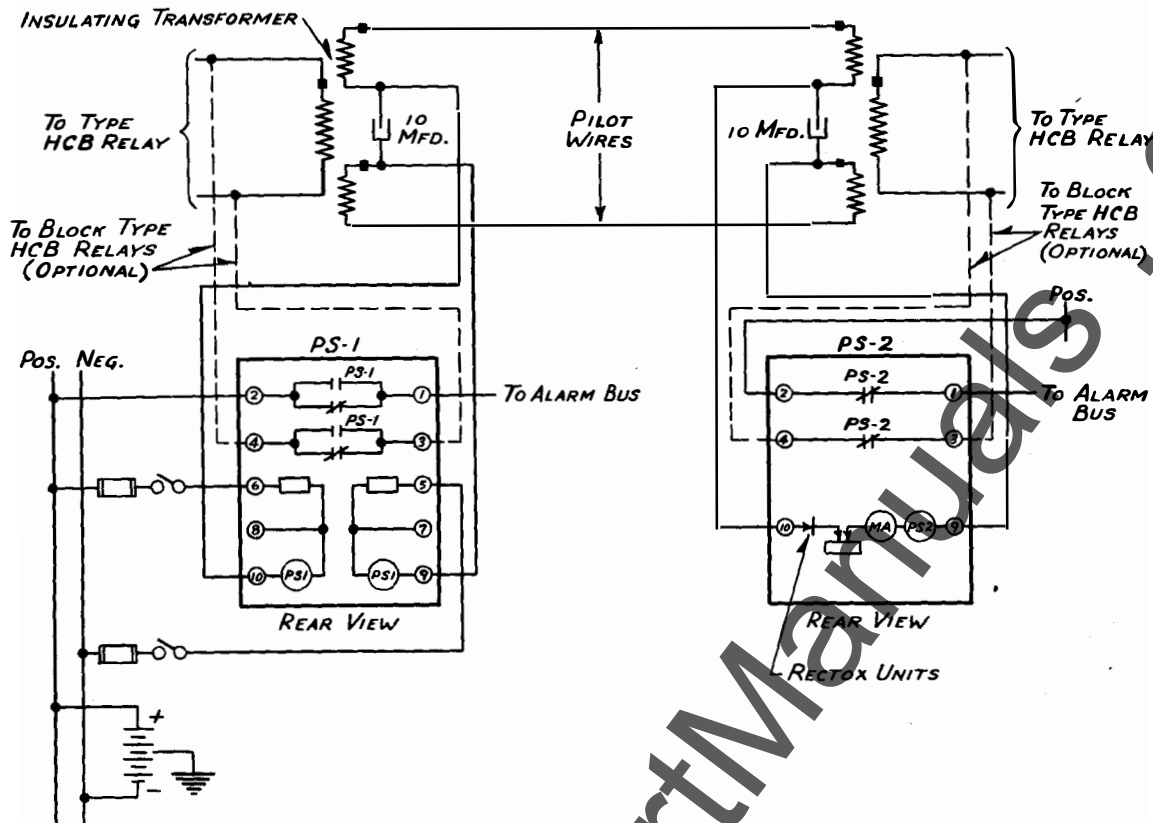 INSULATING TRANSFORMER
TO TYPE
HCB RELAY
10
MFD.
PILOT
WIRES
10 MFD.
TO TYPE
HCB RELAY
TO BLOCK TYPE
HCB RELAYS
(OPTIONAL)
TO BLOCK
TYPE HCB
RELAYS
(OPTIONAL)
POS.
POS. NEG.
PS-1
PS-2
2
PS-1
1
TO ALARM BUS
2
PS-2
1
TO ALARM
BUS
4
PS-1
3
4
PS-2
3
6
5
8
7
10
PS1
PS1
9
10
MA
PS2
9
REAR VIEW
REAR VIEW
RECTOX UNITS
+
-
rtManuals